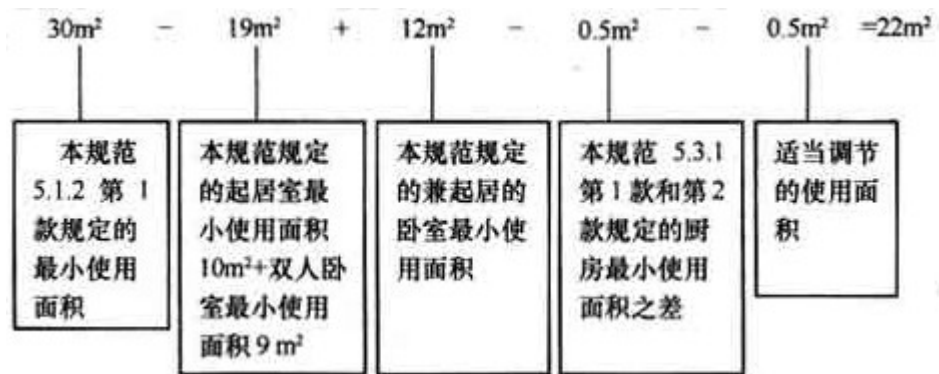 30m² － 19m² + 12m² － 0.5m² － 0.5m² =22m²
本规范
5.1.2 第 1
款规定的
最小使用
面积
本规范规定
的起居室最
小使用面积
10m²+双人卧
室最小使用
面积 9 m²
本规范规定
的兼起居的
卧室最小使
用面积
本规范 5.3.1
第 1 款和第 2
款规定的厨
房最小使用
面积之差
适当调节
的使用面
积